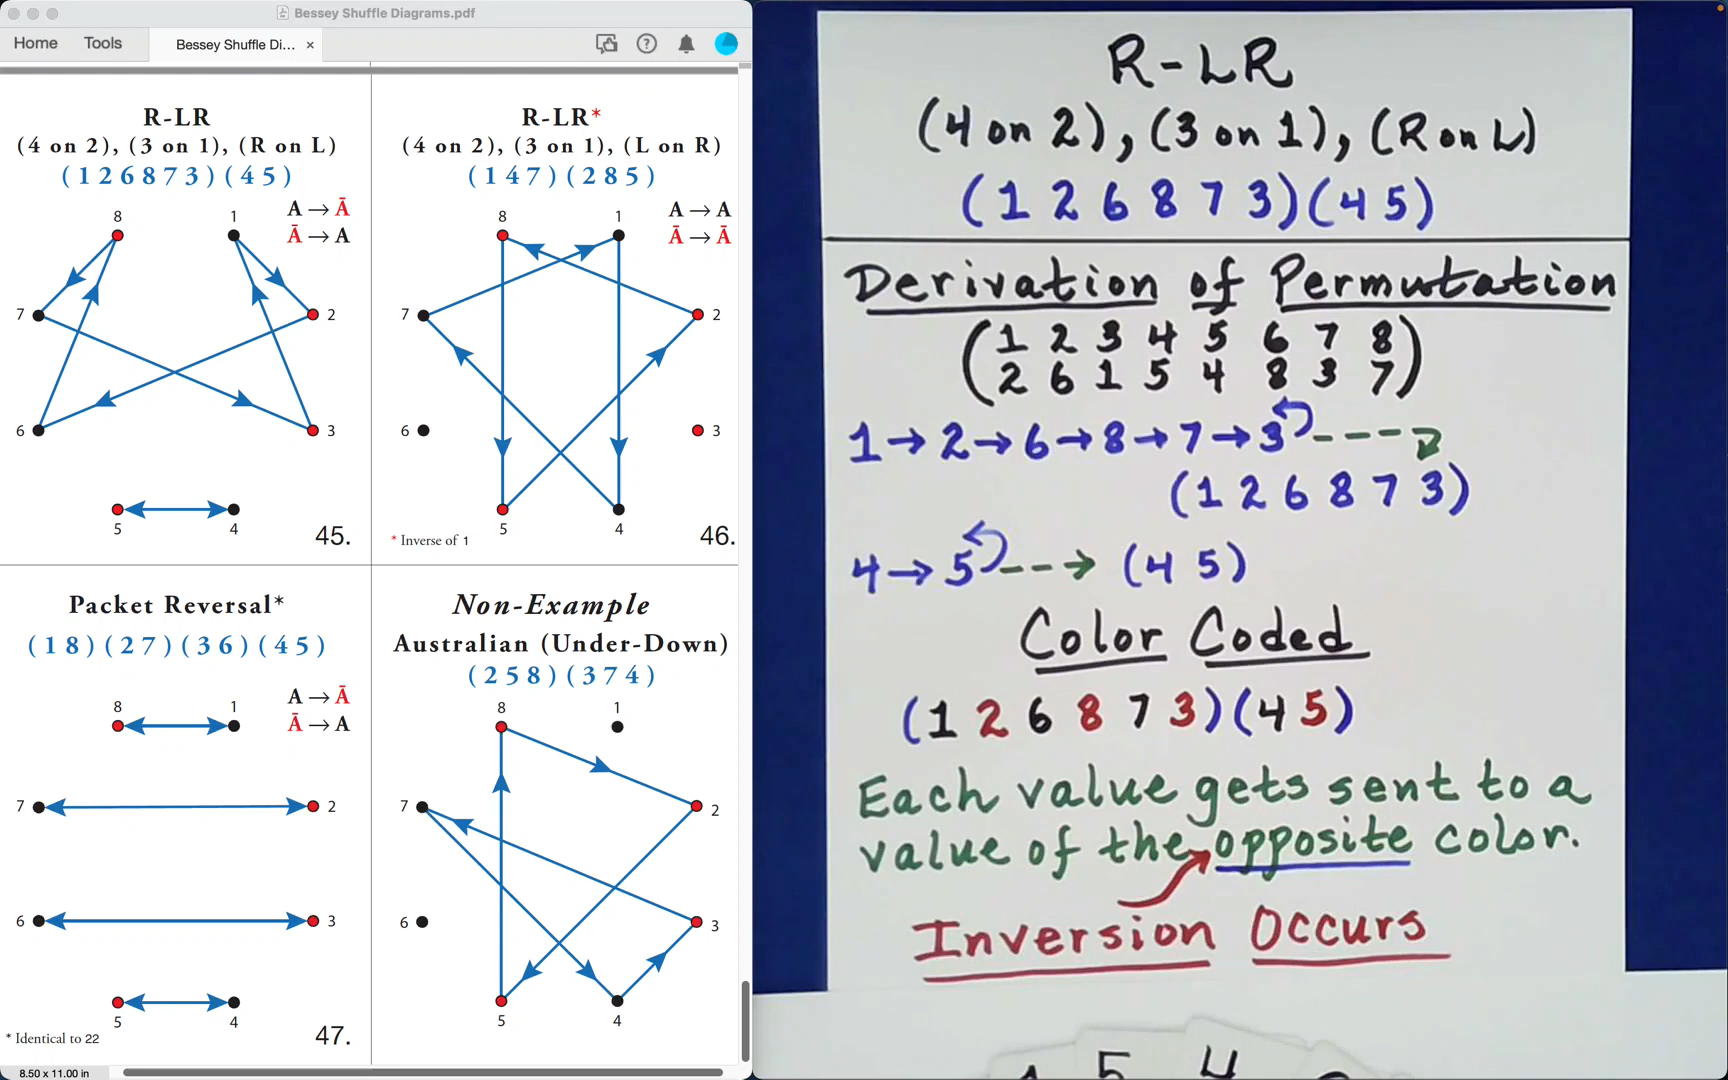 Bessey Shuffle Diagrams.pdf
Home Tools Bessey Shuffle Di... ×
R-LR
(4 on 2), (3 on 1), (R on L)
(1 2 6 8 7 3) (4 5)
A → Ā
Ā → A
8 1
7 2
6 3
5 4
45.
R-LR*
(4 on 2), (3 on 1), (L on R)
(1 4 7) (2 8 5)
A → A
Ā → Ā
8 1
7 2
6 3
5 4
* Inverse of 1
46.
Packet Reversal*
(1 8) (2 7) (3 6) (4 5)
A → Ā
Ā → A
8 1
7 2
6 3
5 4
* Identical to 22
47.
Non-Example
Australian (Under-Down)
(2 5 8) (3 7 4)
8 1
7 2
6 3
5 4
8.50 x 11.00 in
R-LR
(4 on 2), (3 on 1), (R on L)
(1 2 6 8 7 3)(4 5)
Derivation of Permutation
(1 2 3 4 5 6 7 8
2 6 1 5 4 8 3 7)
1→2→6→8→7→3
(1 2 6 8 7 3)
4→5 --→ (4 5)
Color Coded
(1 2 6 8 7 3)(4 5)
Each value gets sent to a
value of the opposite color.
Inversion Occurs
5 4